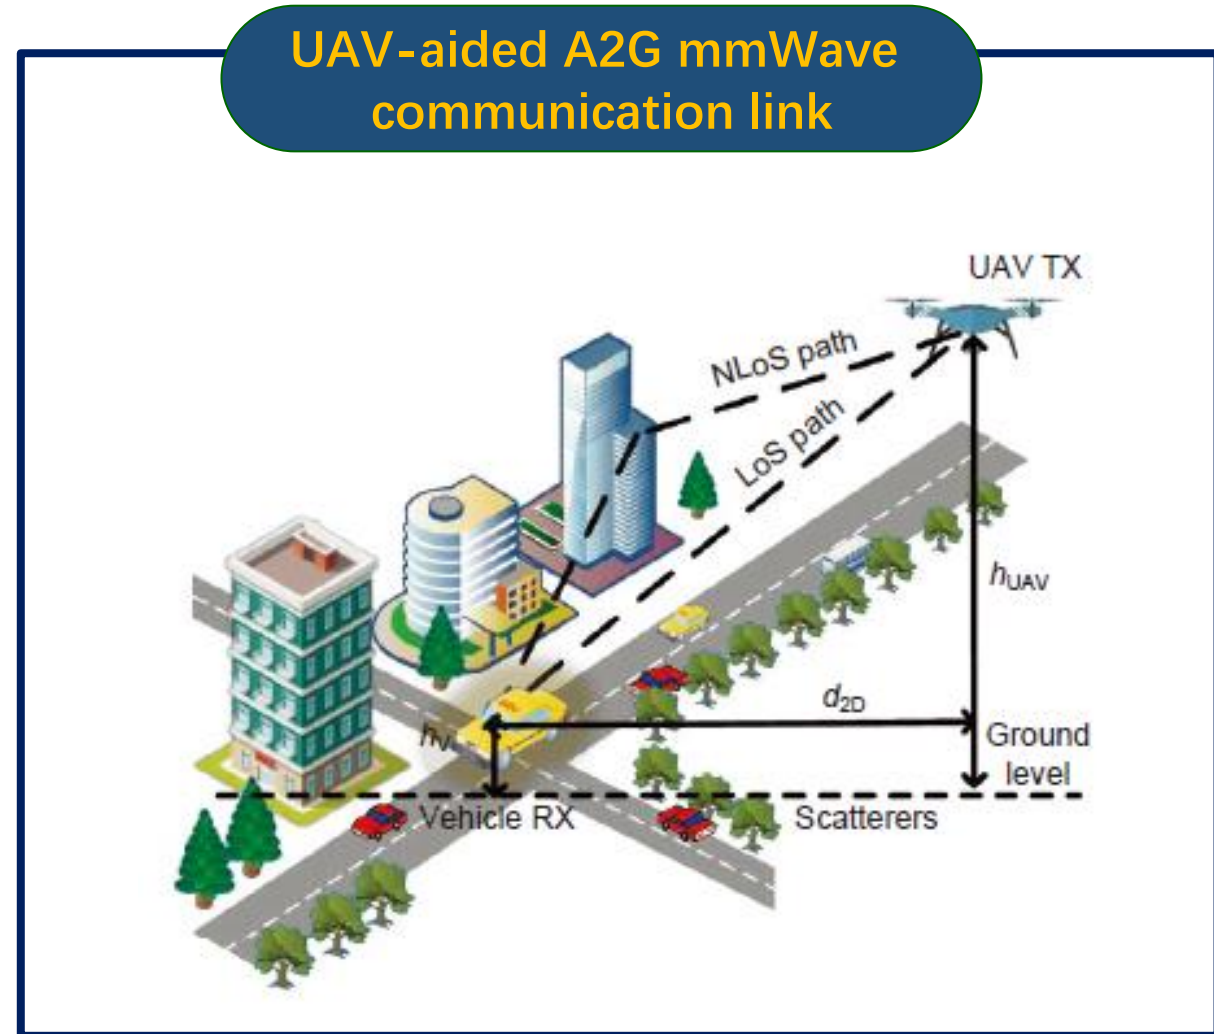 UAV-aided A2G mmWave
communication link
UAV TX
NLoS path
LoS path
hUAV
d2D
hV
Ground
level
Vehicle RX
Scatterers